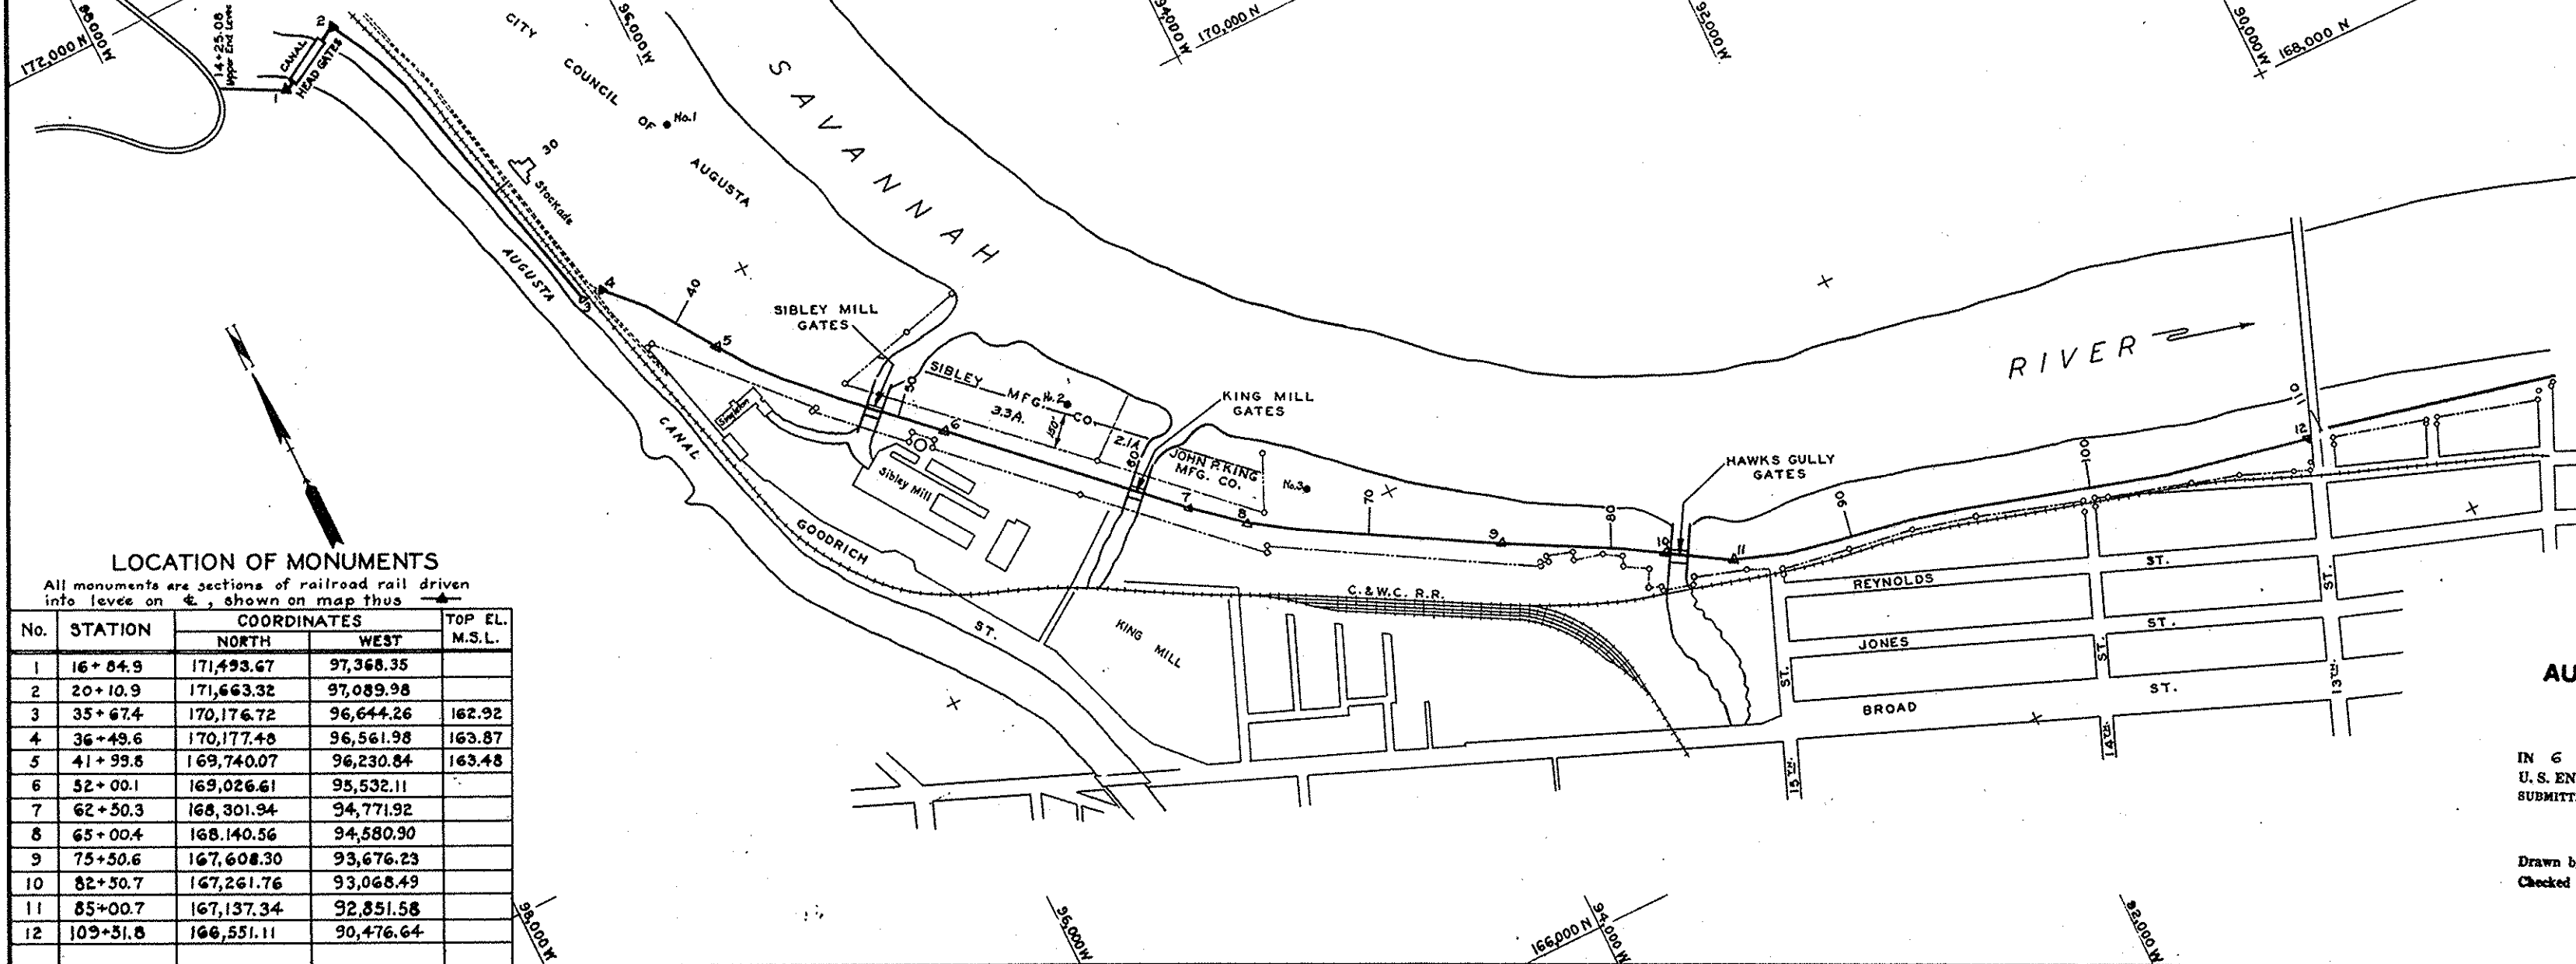 172,000 N
98,000 W
14+25.08
Upper End Levee
CANAL
HEAD GATES
1
2
CITY
COUNCIL
OF
AUGUSTA
96,000 W
No.1
30
Stockade
SAVANNAH
94,000 W
170,000 N
92,000 W
90,000 W
168,000 N
AUGUSTA
CANAL
3
4
40
5
SIBLEY MILL
GATES
50
SIBLEY
MFG.
CO.
No.2
3.3 A.
150'
2.1 A
6
Sibley Mill
GOODRICH
ST.
KING MILL
GATES
60
JOHN P. KING
MFG. CO.
No.3
7
8
70
9
80
10
HAWKS GULLY
GATES
11
90
100
RIVER
110
12
C. & W.C. R.R.
KING
MILL
REYNOLDS
ST.
JONES
ST.
BROAD
ST.
ST.
15TH.
ST.
14TH.
ST.
13TH.
LOCATION OF MONUMENTS
All monuments are sections of railroad rail driven
into levee on ℄, shown on map thus
No. STATION COORDINATES TOP EL. M.S.L.
NORTH WEST
1 16+84.9 171,493.67 97,368.35
2 20+10.9 171,663.32 97,089.98
3 35+67.4 170,176.72 96,644.26 162.92
4 36+49.6 170,177.48 96,561.98 163.87
5 41+99.8 169,740.07 96,230.84 163.48
6 52+00.1 169,026.61 95,532.11
7 62+50.3 168,301.94 94,771.92
8 65+00.4 168.140.56 94,580.90
9 75+50.6 167,608.30 93,676.23
10 82+50.7 167,261.76 93,068.49
11 85+00.7 167,137.34 92,851.58
12 109+31.8 166,551.11 90,476.64
98,000 W
96,000 W
166,000 N
94,000 W
92,000 W
AU
IN 6
U. S. EN
SUBMITT
Drawn b
Checked